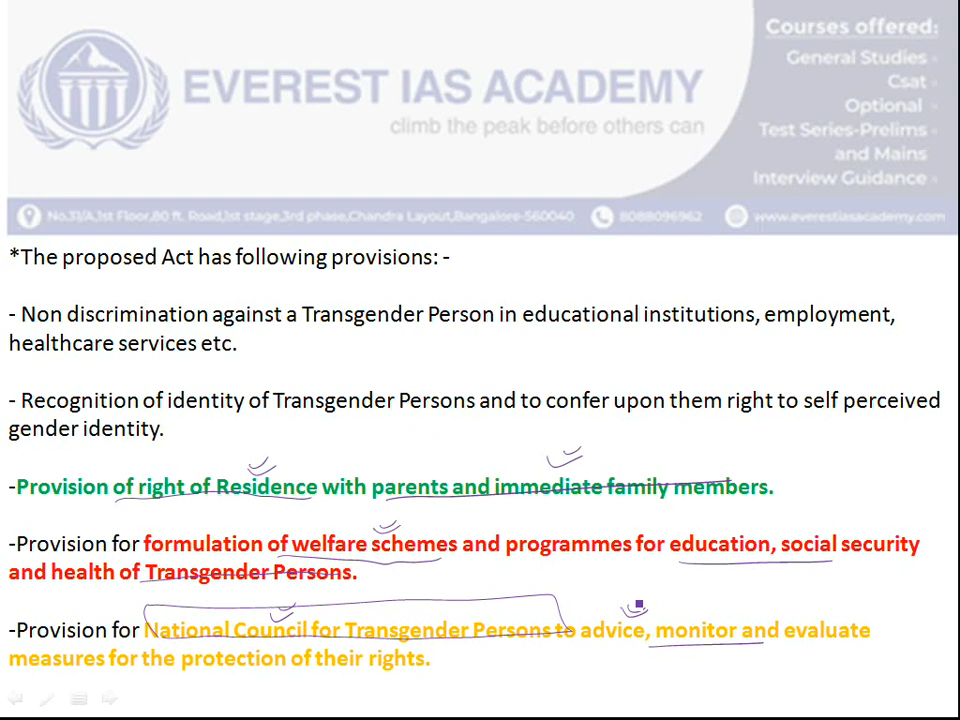 Courses offered:
General Studies -
Csat -
Optional -
Test Series-Prelims -
and Mains
Interview Guidance -
EVEREST IAS ACADEMY
climb the peak before others can
No.31/A,1st Floor,80 ft. Road,1st stage,3rd phase,Chandra Layout,Bangalore-560040
8088096962
www.everestiasacademy.com
*The proposed Act has following provisions: -
- Non discrimination against a Transgender Person in educational institutions, employment,
healthcare services etc.
- Recognition of identity of Transgender Persons and to confer upon them right to self perceived
gender identity.
-Provision of right of Residence with parents and immediate family members.
-Provision for formulation of welfare schemes and programmes for education, social security
and health of Transgender Persons.
-Provision for National Council for Transgender Persons to advice, monitor and evaluate
measures for the protection of their rights.